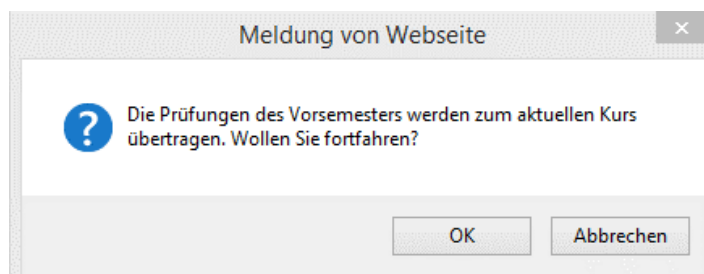 Meldung von Webseite
Die Prüfungen des Vorsemesters werden zum aktuellen Kurs
übertragen. Wollen Sie fortfahren?
OK
Abbrechen